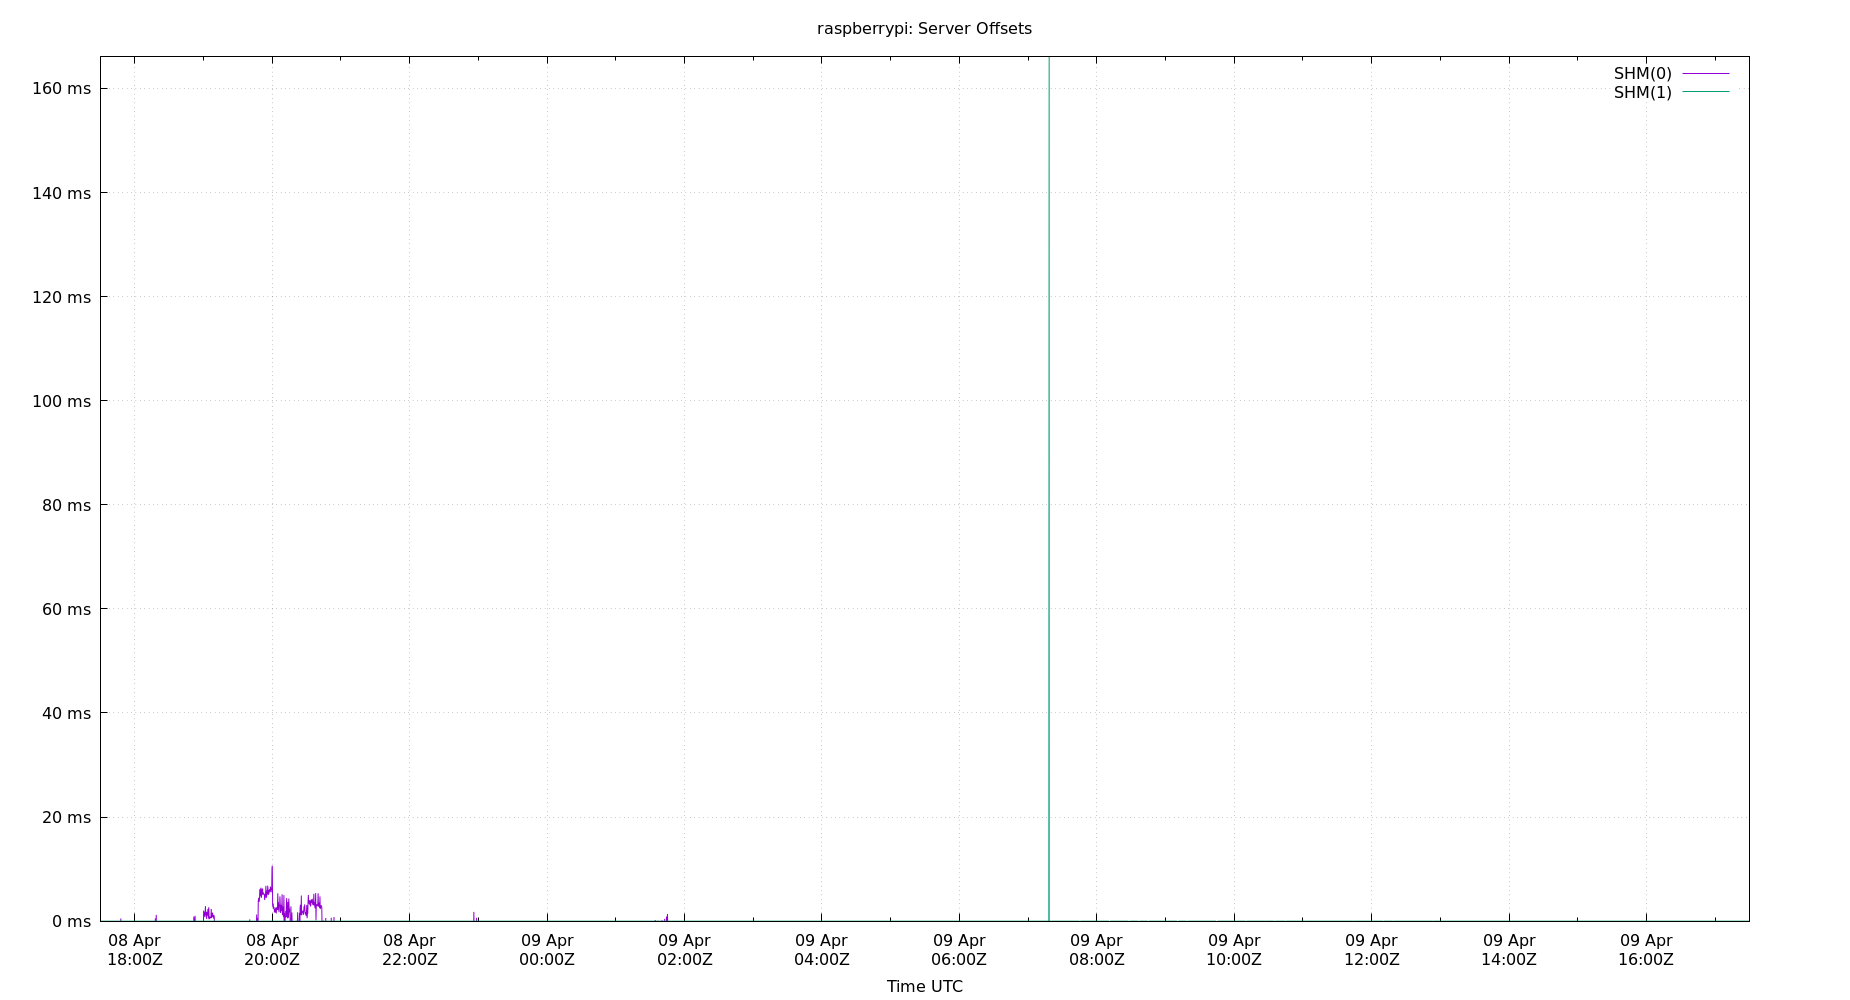 raspberrypi: Server Offsets
SHM(0)
SHM(1)
160 ms
140 ms
120 ms
100 ms
80 ms
60 ms
40 ms
20 ms
0 ms
08 Apr 08 Apr 08 Apr 09 Apr 09 Apr 09 Apr 09 Apr 09 Apr 09 Apr 09 Apr 09 Apr 09 Apr
18:00Z 20:00Z 22:00Z 00:00Z 02:00Z 04:00Z 06:00Z 08:00Z 10:00Z 12:00Z 14:00Z 16:00Z
Time UTC